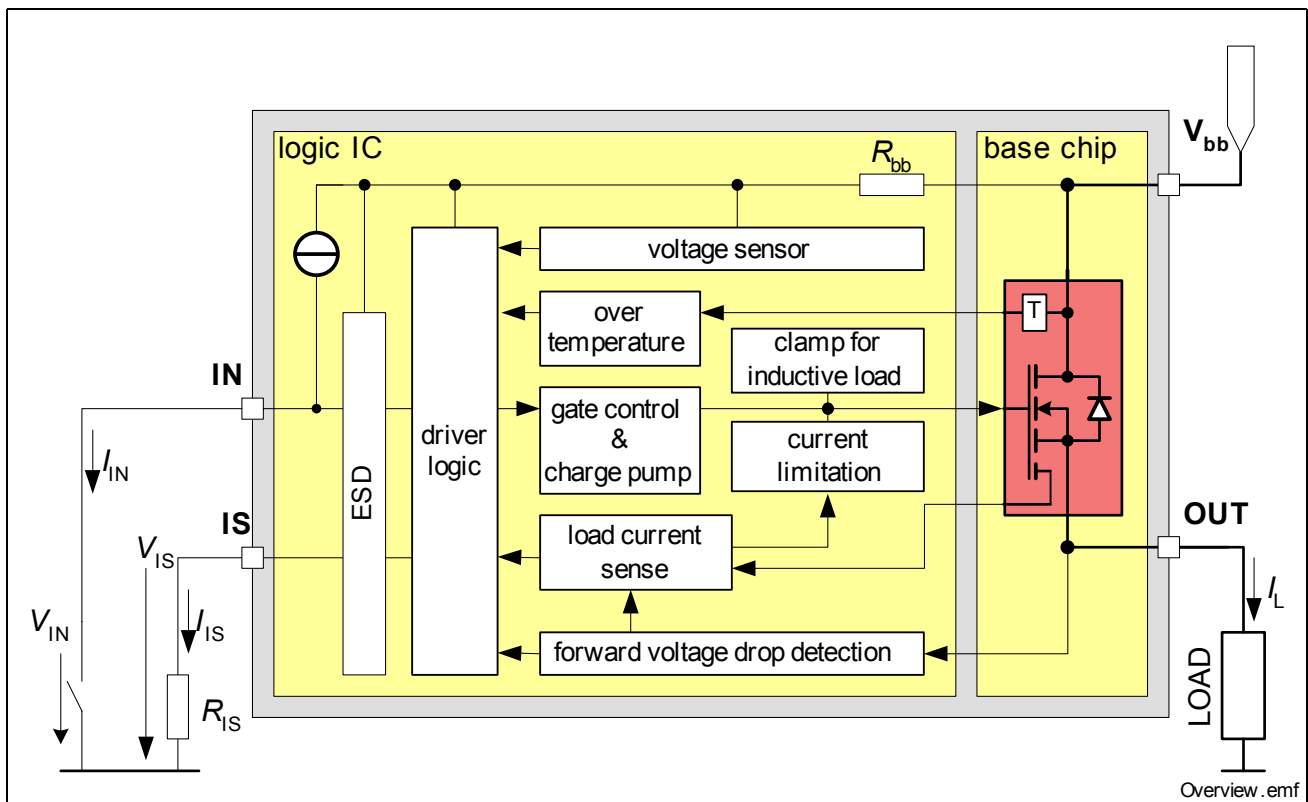 logic IC
base chip
V_bb
R_bb
voltage sensor
T
over
temperature
clamp for
inductive load
IN
gate control
&
charge pump
driver
logic
current
limitation
I_IN
ESD
IS
OUT
load current
sense
V_IS
I_L
V_IN
I_IS
forward voltage drop detection
R_IS
LOAD
Overview.emf